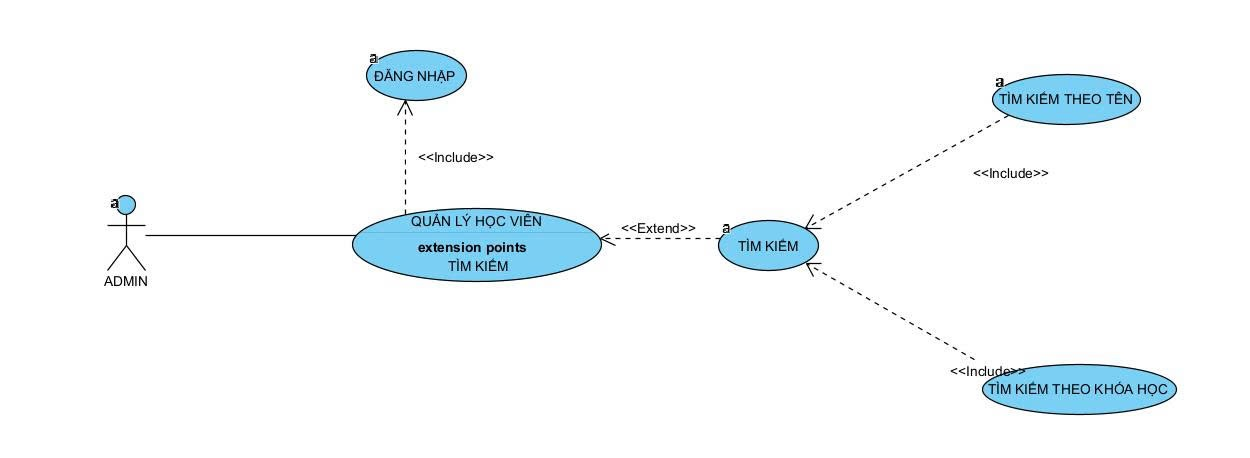 a
ĐĂNG NHẬP
<<Include>>
a
ADMIN
QUẢN LÝ HỌC VIÊN
extension points
TÌM KIẾM
<<Extend>>
a
TÌM KIẾM
a
TÌM KIẾM THEO TÊN
<<Include>>
<<Include>>
TÌM KIẾM THEO KHÓA HỌC